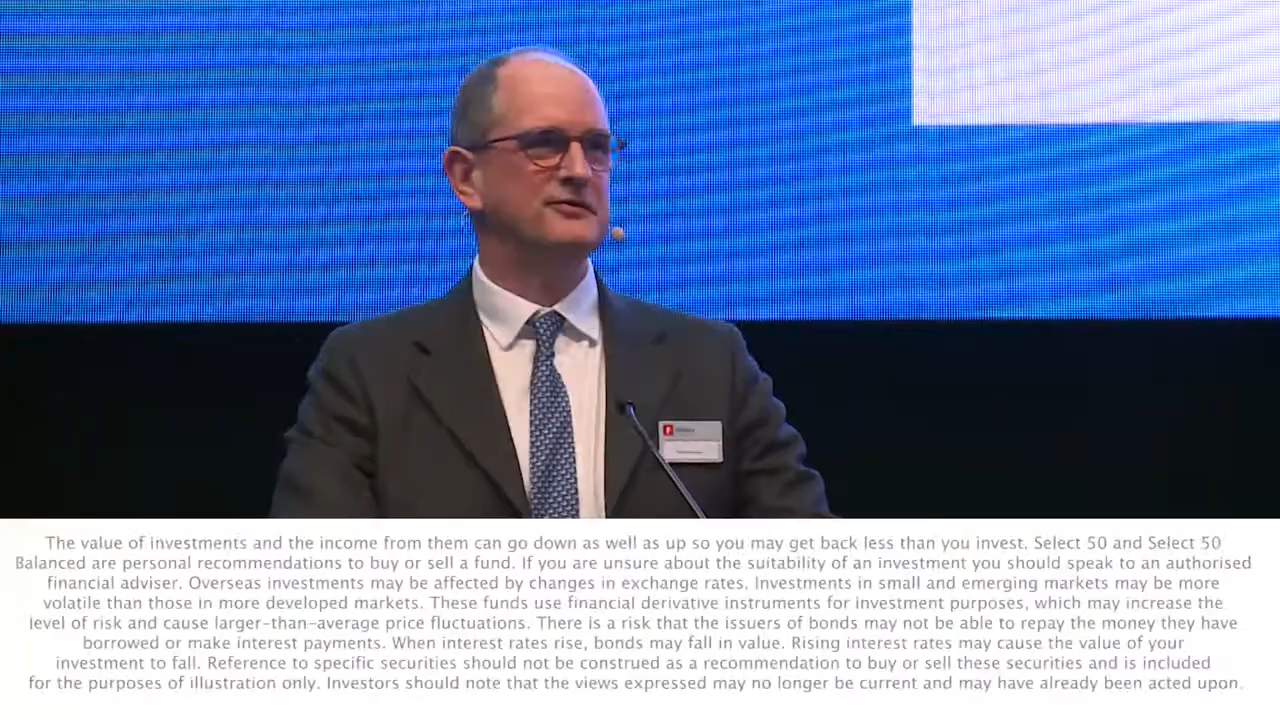 The value of investments and the income from them can go down as well as up so you may get back less than you invest. Select 50 and Select 50
Balanced are personal recommendations to buy or sell a fund. If you are unsure about the suitability of an investment you should speak to an authorised
financial adviser. Overseas investments may be affected by changes in exchange rates. Investments in small and emerging markets may be more
volatile than those in more developed markets. These funds use financial derivative instruments for investment purposes, which may increase the
level of risk and cause larger-than-average price fluctuations. There is a risk that the issuers of bonds may not be able to repay the money they have
borrowed or make interest payments. When interest rates rise, bonds may fall in value. Rising interest rates may cause the value of your
investment to fall. Reference to specific securities should not be construed as a recommendation to buy or sell these securities and is included
for the purposes of illustration only. Investors should note that the views expressed may no longer be current and may have already been acted upon.